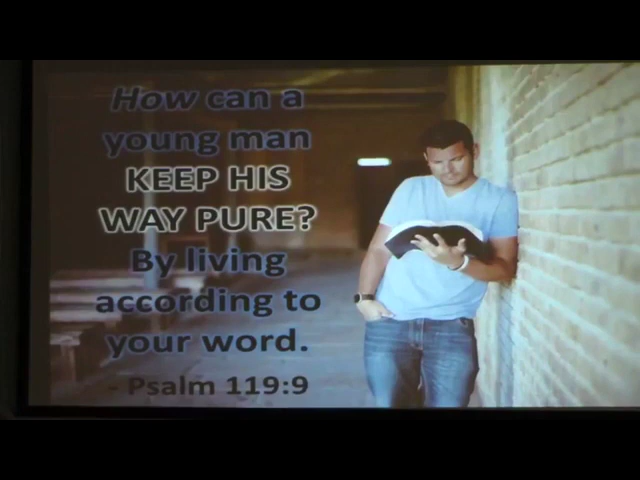 How can a
young man
KEEP HIS
WAY PURE?
By living
according to
your word.
- Psalm 119:9